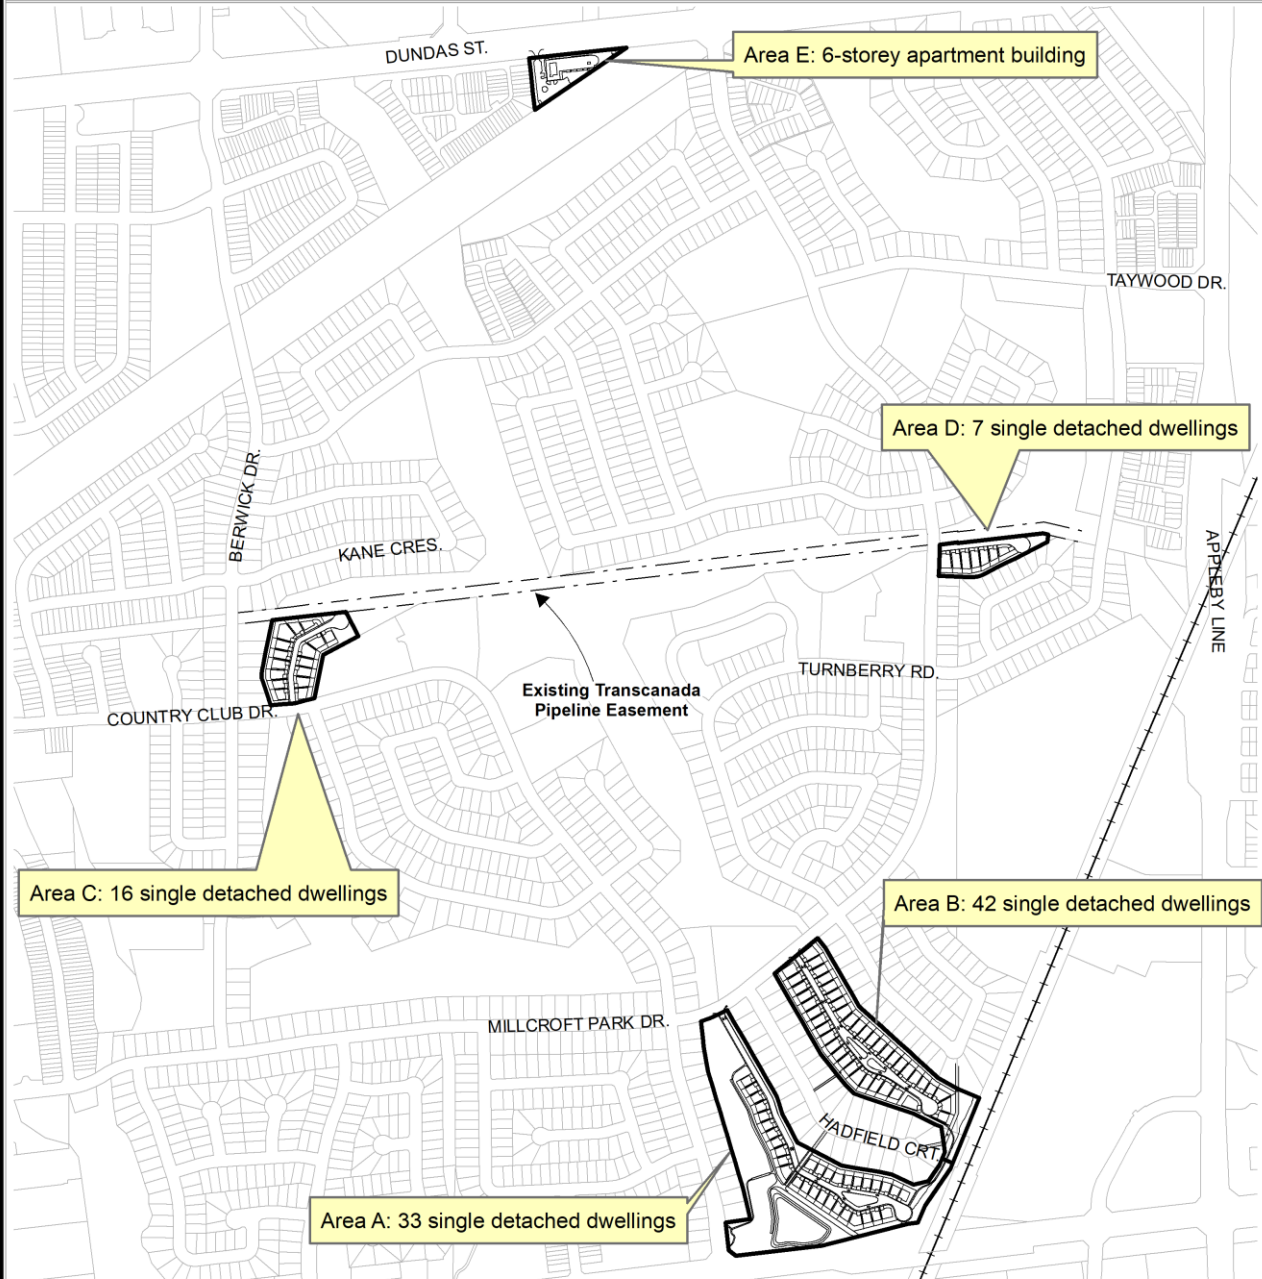 DUNDAS ST.
Area E: 6-storey apartment building
TAYWOOD DR.
Area D: 7 single detached dwellings
BERWICK DR.
KANE CRES.
APPLEBY LINE
TURNBERRY RD.
Existing Transcanada
Pipeline Easement
COUNTRY CLUB DR.
Area C: 16 single detached dwellings
Area B: 42 single detached dwellings
MILLCROFT PARK DR.
HADFIELD CRT.
Area A: 33 single detached dwellings